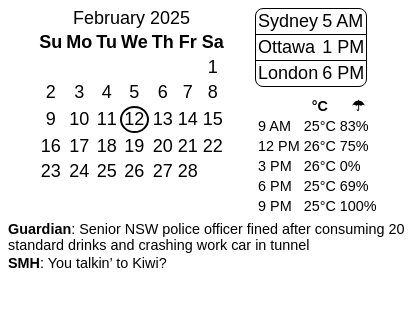 February 2025
Su Mo Tu We Th Fr Sa
1
2 3 4 5 6 7 8
9 10 11 12 13 14 15
16 17 18 19 20 21 22
23 24 25 26 27 28
Sydney 5 AM
Ottawa 1 PM
London 6 PM
°C ☂
9 AM 25°C 83%
12 PM 26°C 75%
3 PM 26°C 0%
6 PM 25°C 69%
9 PM 25°C 100%
Guardian: Senior NSW police officer fined after consuming 20
standard drinks and crashing work car in tunnel
SMH: You talkin’ to Kiwi?